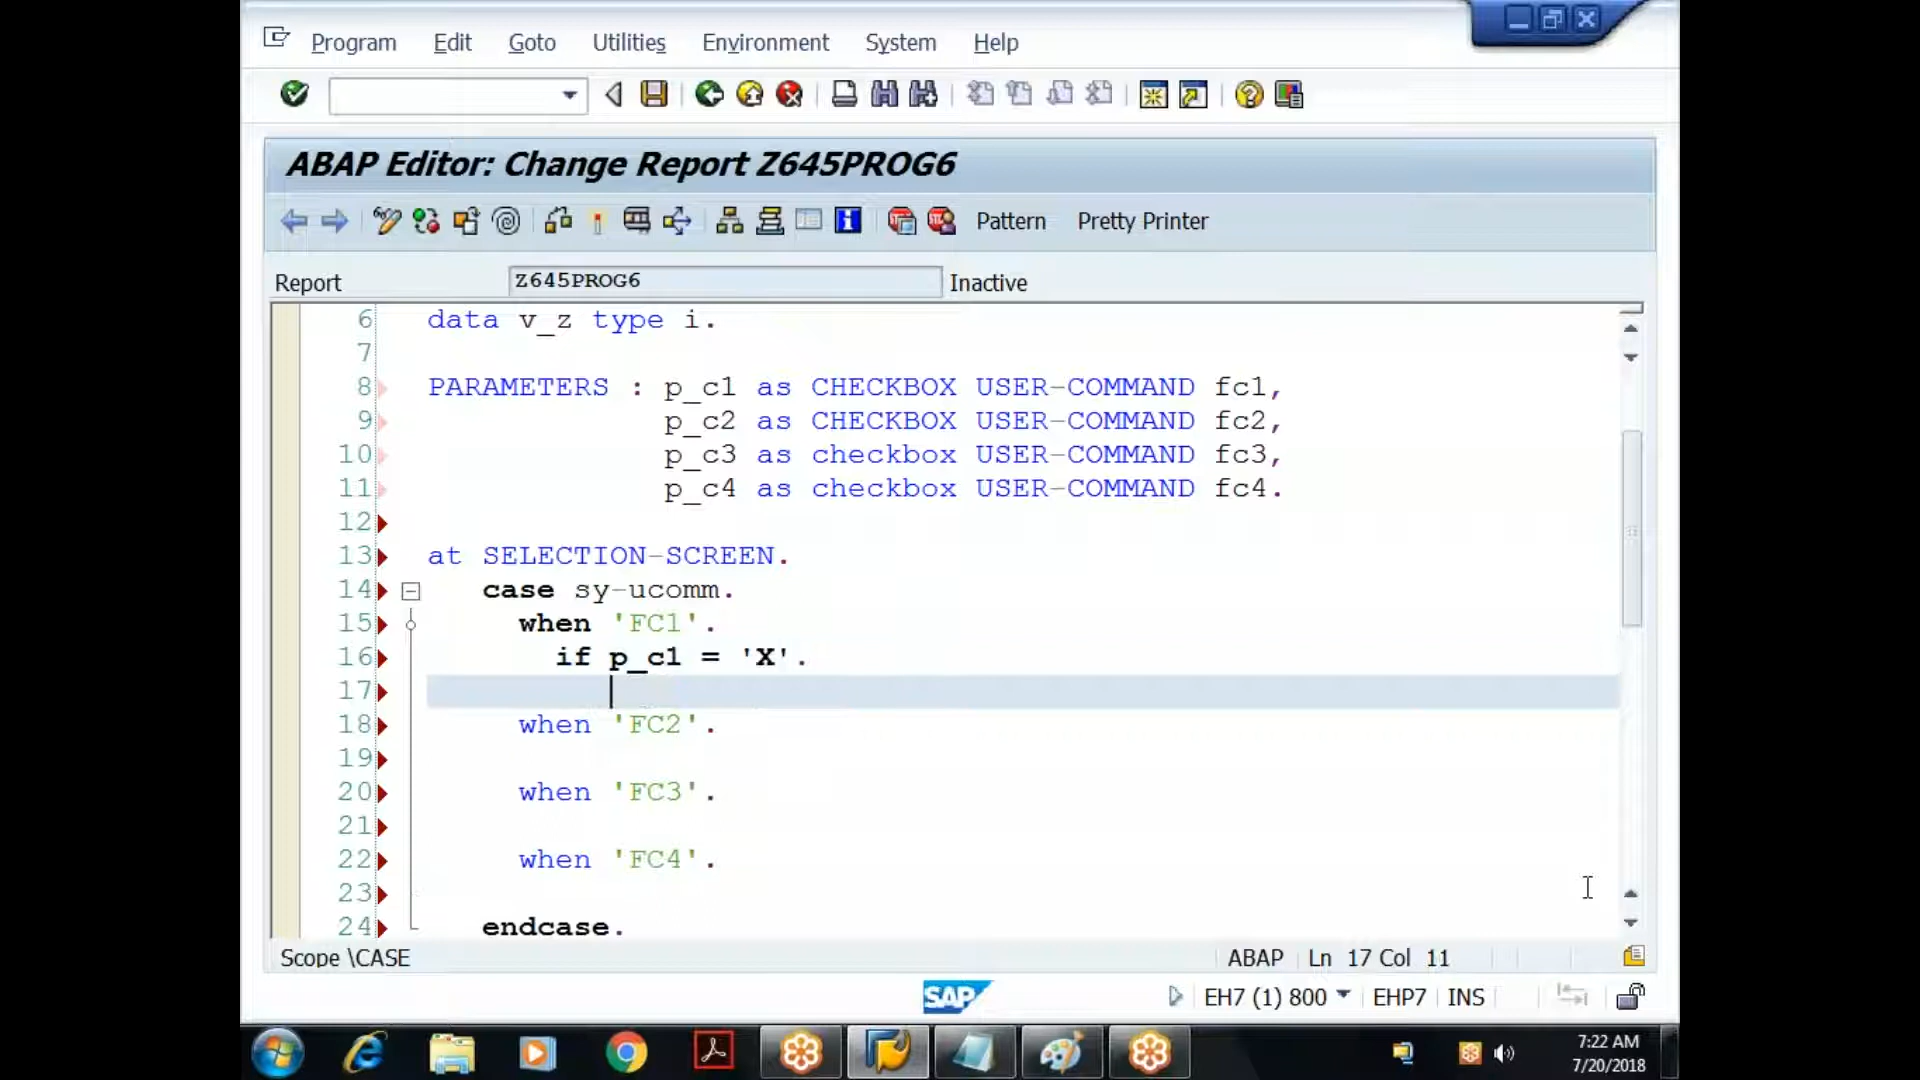 Program Edit Goto Utilities Environment System Help
ABAP Editor: Change Report Z645PROG6
Pattern Pretty Printer
Report Z645PROG6 Inactive
6 data v_z type i.
7
8 PARAMETERS : p_c1 as CHECKBOX USER-COMMAND fc1,
9 p_c2 as CHECKBOX USER-COMMAND fc2,
10 p_c3 as checkbox USER-COMMAND fc3,
11 p_c4 as checkbox USER-COMMAND fc4.
12
13 at SELECTION-SCREEN.
14 case sy-ucomm.
15 when 'FC1'.
16 if p_c1 = 'X'.
17
18 when 'FC2'.
19
20 when 'FC3'.
21
22 when 'FC4'.
23
24 endcase.
Scope \CASE ABAP Ln 17 Col 11
SAP EH7 (1) 800 EHP7 INS
7:22 AM
7/20/2018